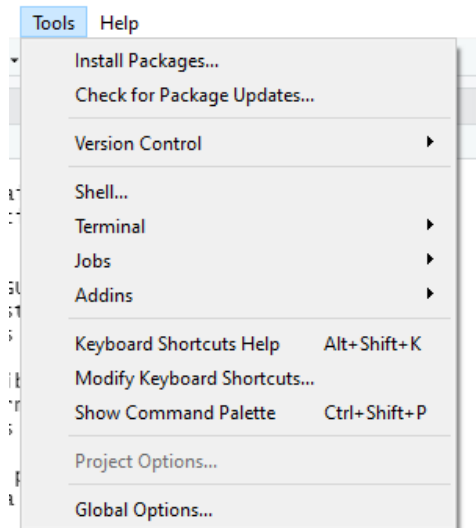 Tools Help
Install Packages...
Check for Package Updates...
Version Control
Shell...
Terminal
Jobs
Addins
Keyboard Shortcuts Help Alt+Shift+K
Modify Keyboard Shortcuts...
Show Command Palette Ctrl+Shift+P
Project Options...
Global Options...